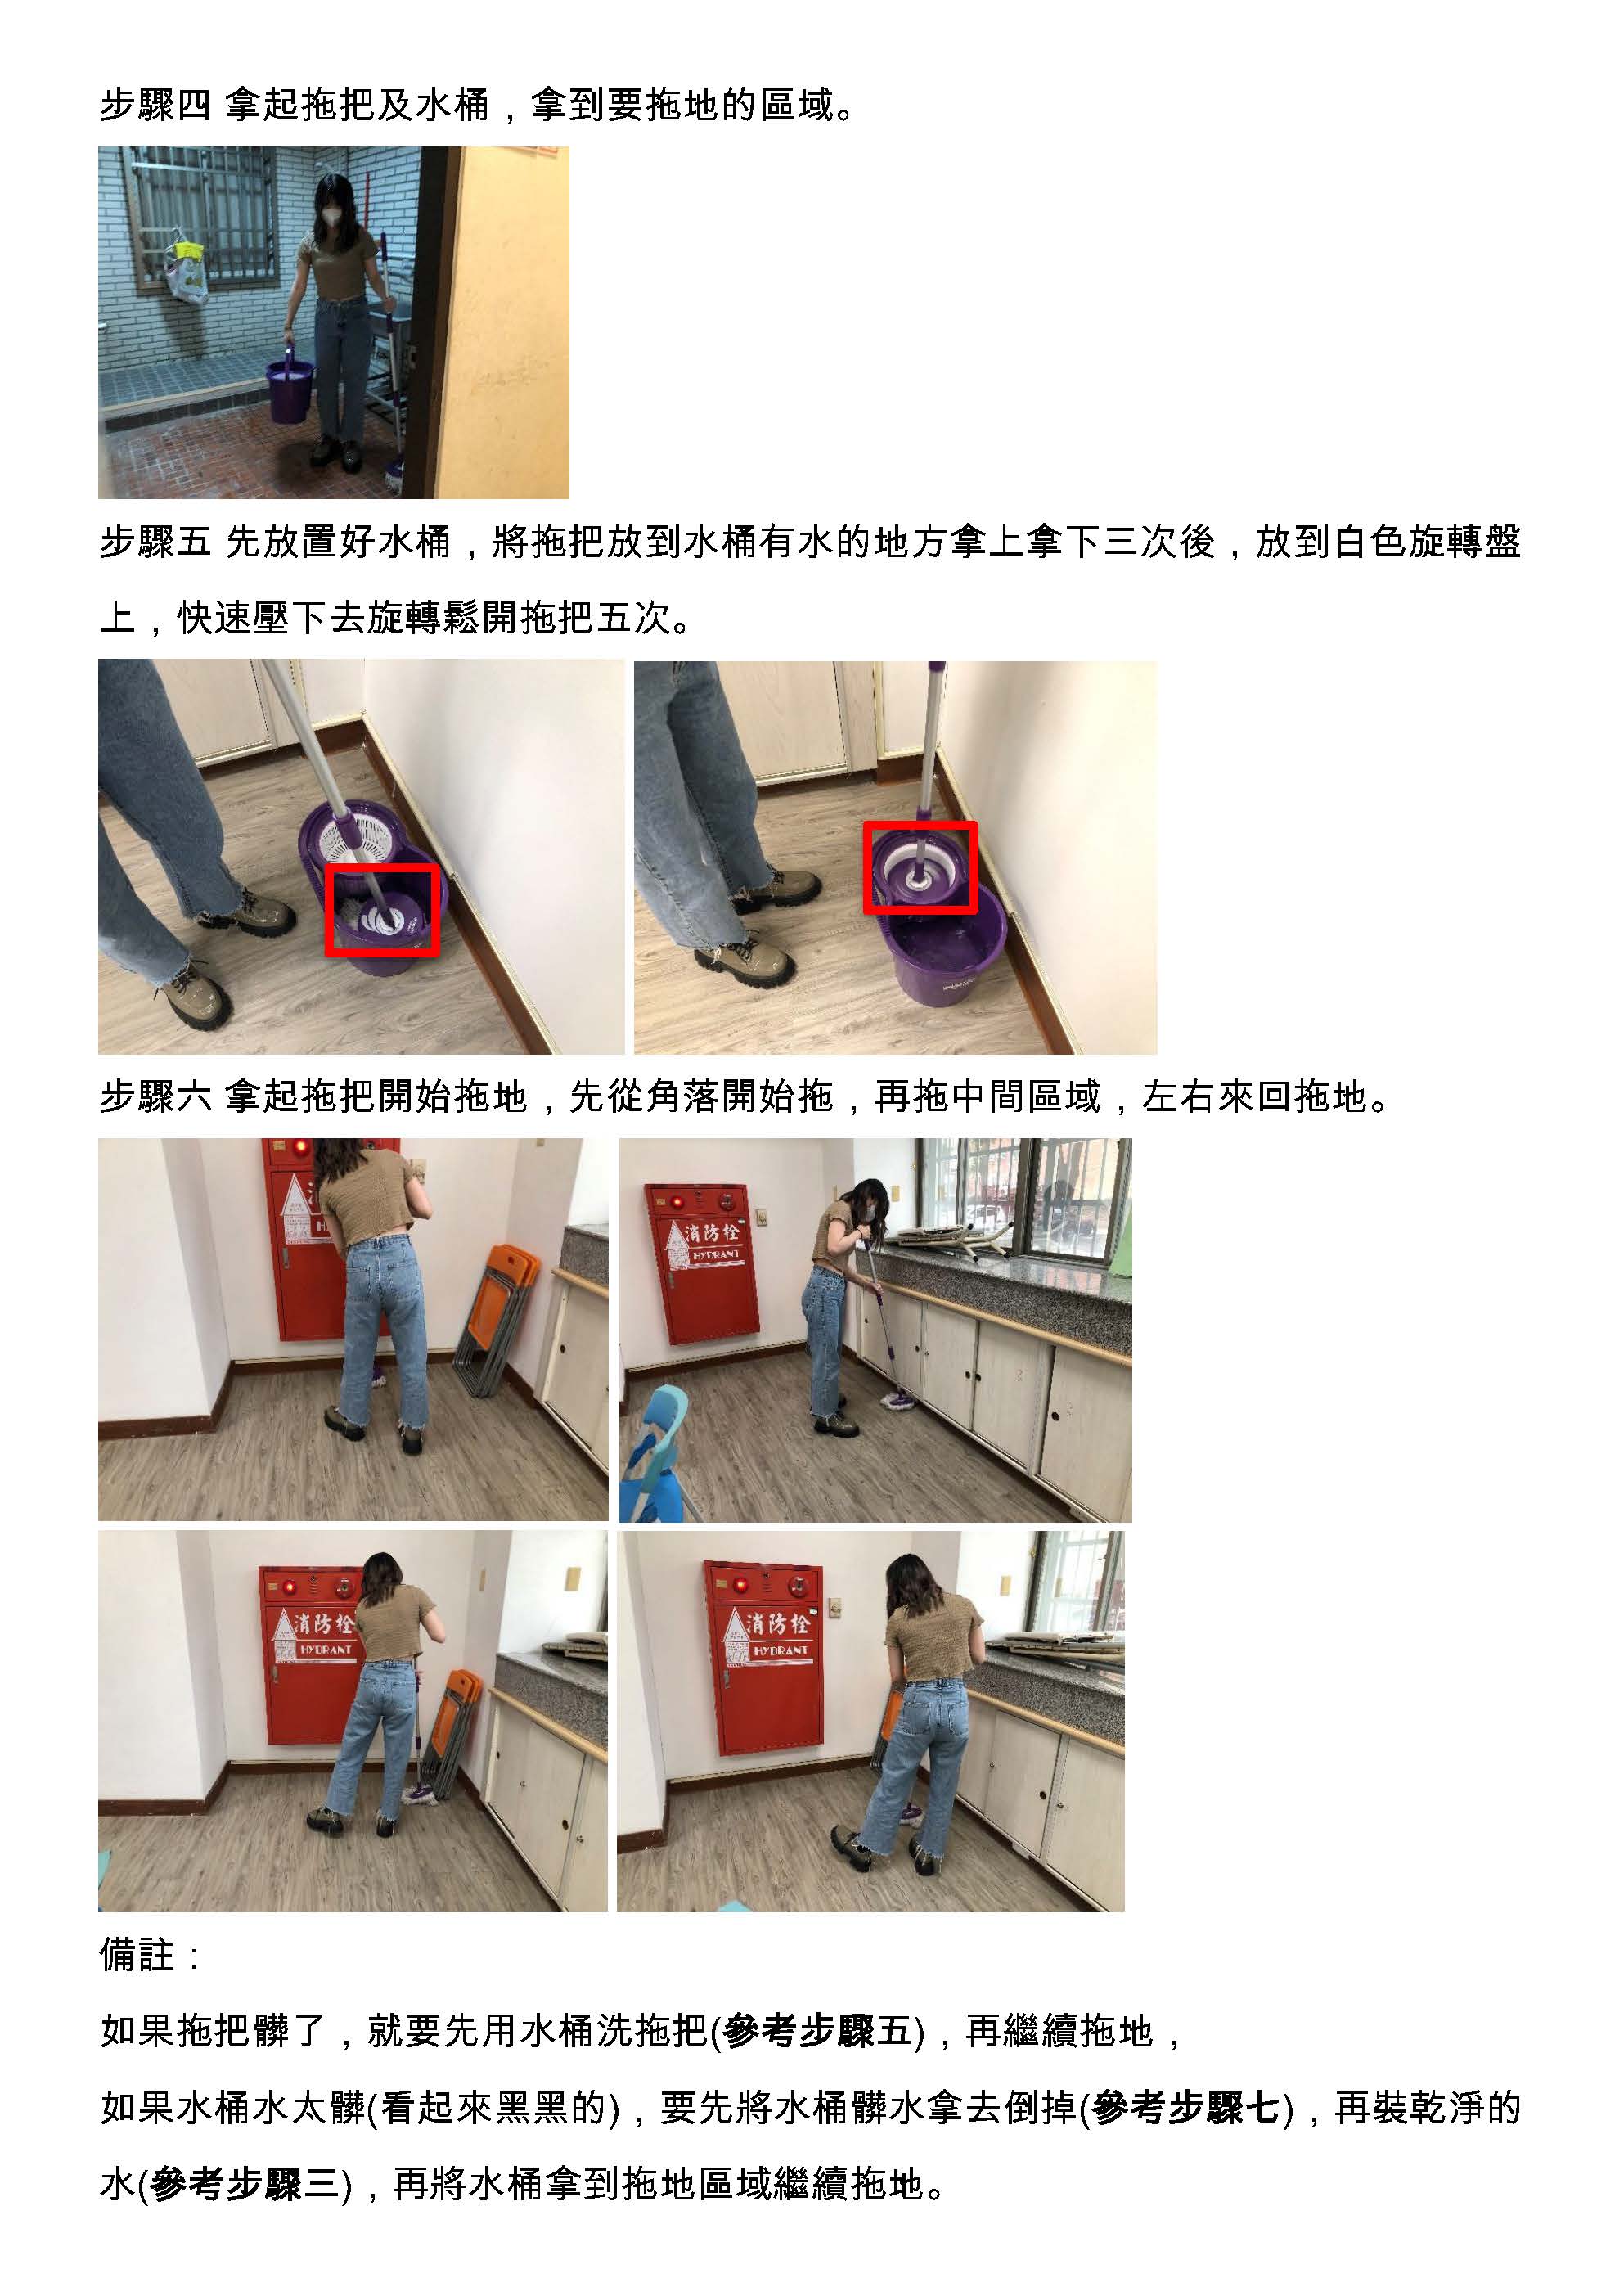 步驟四 拿起拖把及水桶，拿到要拖地的區域。
步驟五 先放置好水桶，將拖把放到水桶有水的地方拿上拿下三次後，放到白色旋轉盤
上，快速壓下去旋轉鬆開拖把五次。
步驟六 拿起拖把開始拖地，先從角落開始拖，再拖中間區域，左右來回拖地。
消防栓
HYDRANT
消防栓
HYDRANT
消防栓
HYDRANT
備註：
如果拖把髒了，就要先用水桶洗拖把(參考步驟五)，再繼續拖地，
如果水桶水太髒(看起來黑黑的)，要先將水桶髒水拿去倒掉(參考步驟七)，再裝乾淨的
水(參考步驟三)，再將水桶拿到拖地區域繼續拖地。